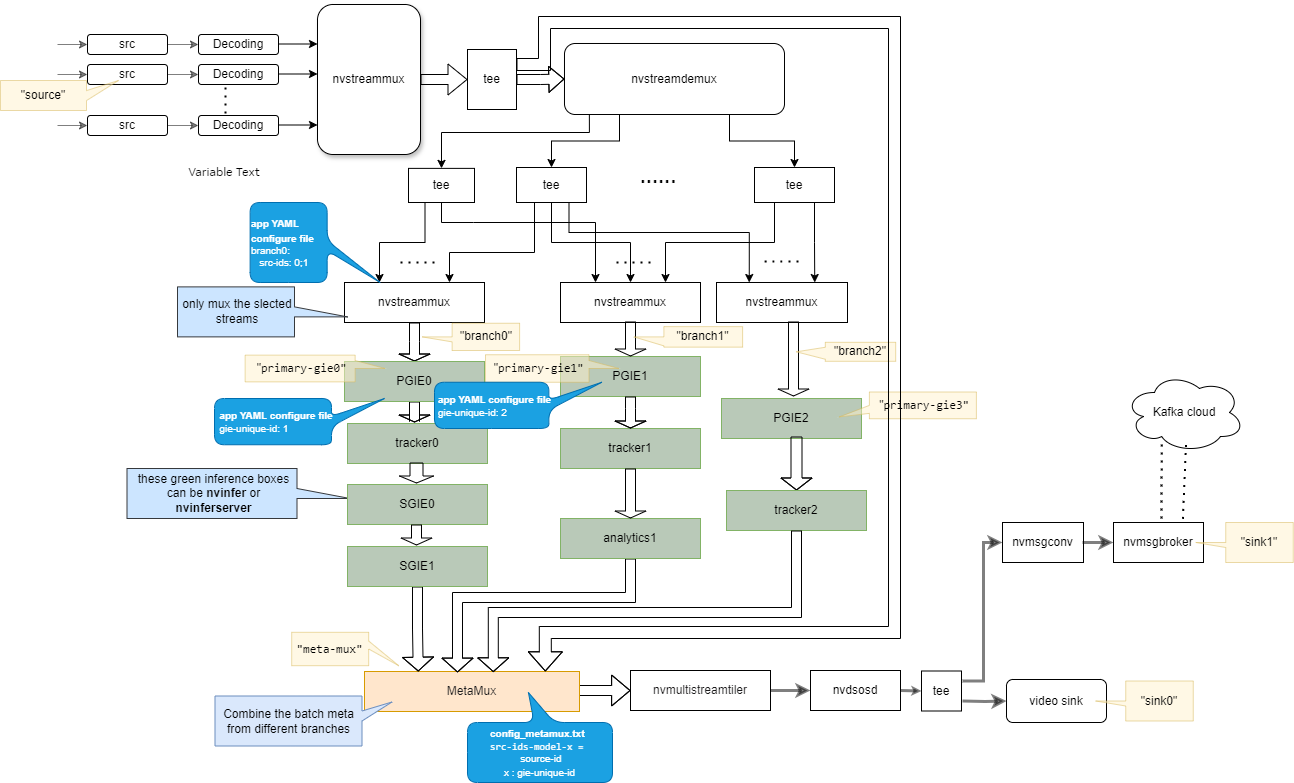 src
Decoding
src
Decoding
"source"
src
Decoding
nvstreammux
tee
nvstreamdemux
Variable Text
tee
tee
......
tee
app YAML
configure file
branch0:
src-ids: 0;1
.....
.....
.....
only mux the slected
streams
nvstreammux
nvstreammux
nvstreammux
"branch0"
"branch1"
"branch2"
"primary-gie0"
PGIE0
"primary-gie1"
PGIE1
app YAML configure file
gie-unique-id: 1
app YAML configure file
gie-unique-id: 2
PGIE2
"primary-gie3"
Kafka cloud
tracker0
tracker1
these green inference boxes
can be nvinfer or
nvinferserver
SGIE0
tracker2
analytics1
SGIE1
nvmsgconv
nvmsgbroker
"sink1"
"meta-mux"
MetaMux
nvmultistreamtiler
nvdsosd
tee
video sink
"sink0"
Combine the batch meta
from different branches
config_metamux.txt
src-ids-model-x =
source-id
x : gie-unique-id